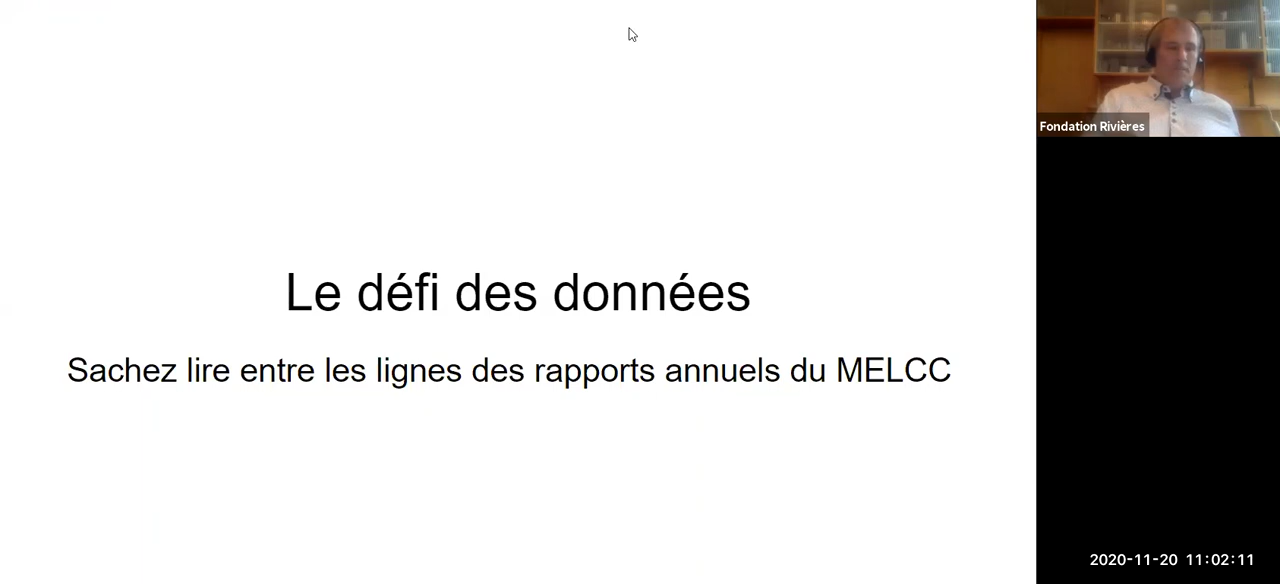 Le défi des données
Sachez lire entre les lignes des rapports annuels du MELCC
Fondation Rivières
2020-11-20 11:02:11